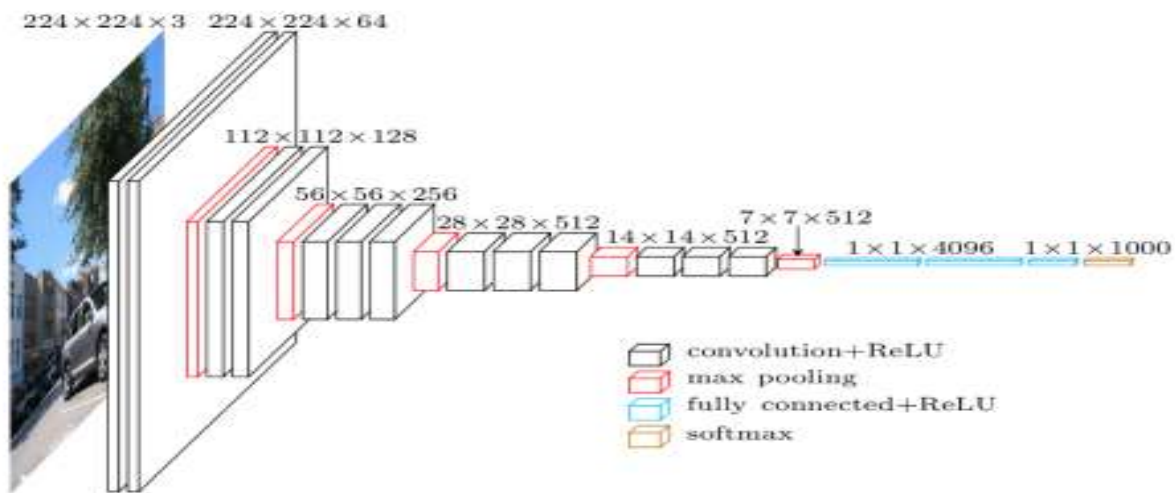 224 × 224 × 3
224 × 224 × 64
112 × 112 × 128
56 × 56 × 256
28 × 28 × 512
14 × 14 × 512
7 × 7 × 512
1 × 1 × 4096
1 × 1 × 1000
convolution+ReLU
max pooling
fully connected+ReLU
softmax